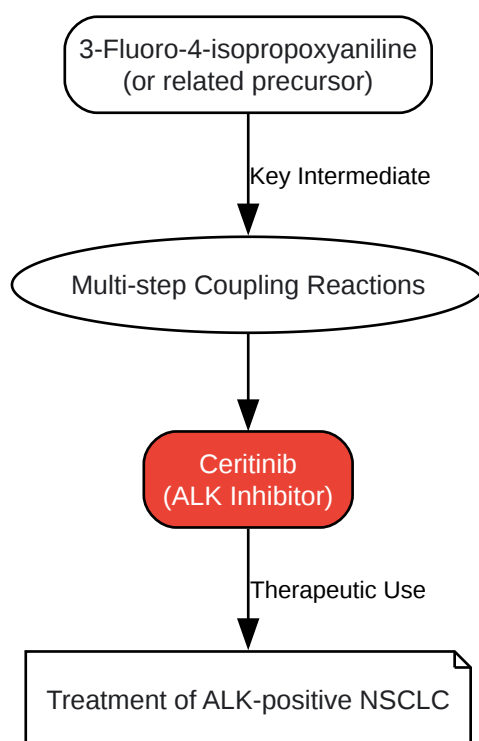 3-Fluoro-4-isopropoxyaniline
(or related precursor)
Key Intermediate
Multi-step Coupling Reactions
Ceritinib
(ALK Inhibitor)
Therapeutic Use
Treatment of ALK-positive NSCLC